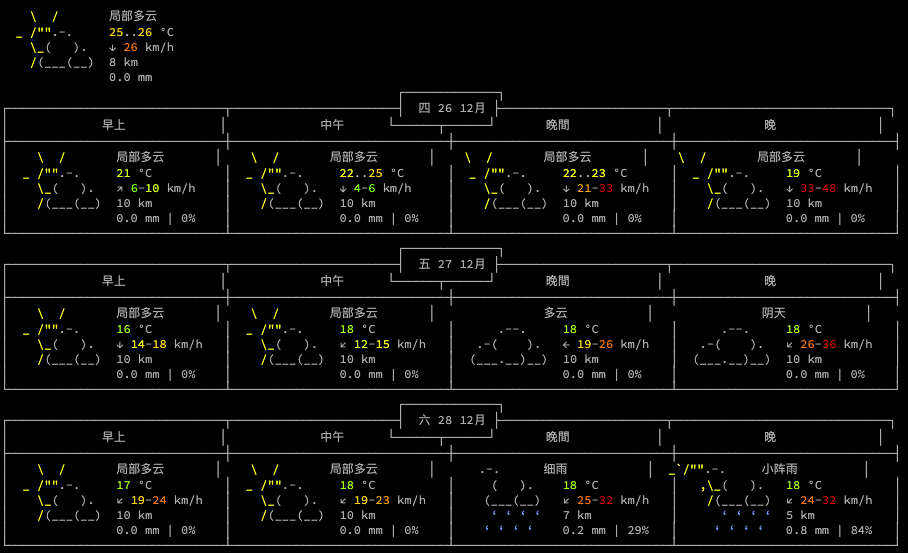 局部多云
25..26 °C
↓ 26 km/h
8 km
0.0 mm
四 26 12月
早上 中午 晚間 晚
局部多云 局部多云 局部多云 局部多云
21 °C 22..25 °C 22..23 °C 19 °C
↗ 6-10 km/h ↓ 4-6 km/h ↓ 21-33 km/h ↓ 33-48 km/h
10 km 10 km 10 km 10 km
0.0 mm | 0% 0.0 mm | 0% 0.0 mm | 0% 0.0 mm | 0%
五 27 12月
早上 中午 晚間 晚
局部多云 局部多云 多云 阴天
16 °C 18 °C 18 °C 18 °C
↓ 14-18 km/h ↙ 12-15 km/h ← 19-26 km/h ↙ 26-36 km/h
10 km 10 km 10 km 10 km
0.0 mm | 0% 0.0 mm | 0% 0.0 mm | 0% 0.0 mm | 0%
六 28 12月
早上 中午 晚間 晚
局部多云 局部多云 细雨 小阵雨
17 °C 18 °C 18 °C 18 °C
↙ 19-24 km/h ↙ 19-23 km/h ↙ 25-32 km/h ↙ 24-32 km/h
10 km 10 km 7 km 5 km
0.0 mm | 0% 0.0 mm | 0% 0.2 mm | 29% 0.8 mm | 84%